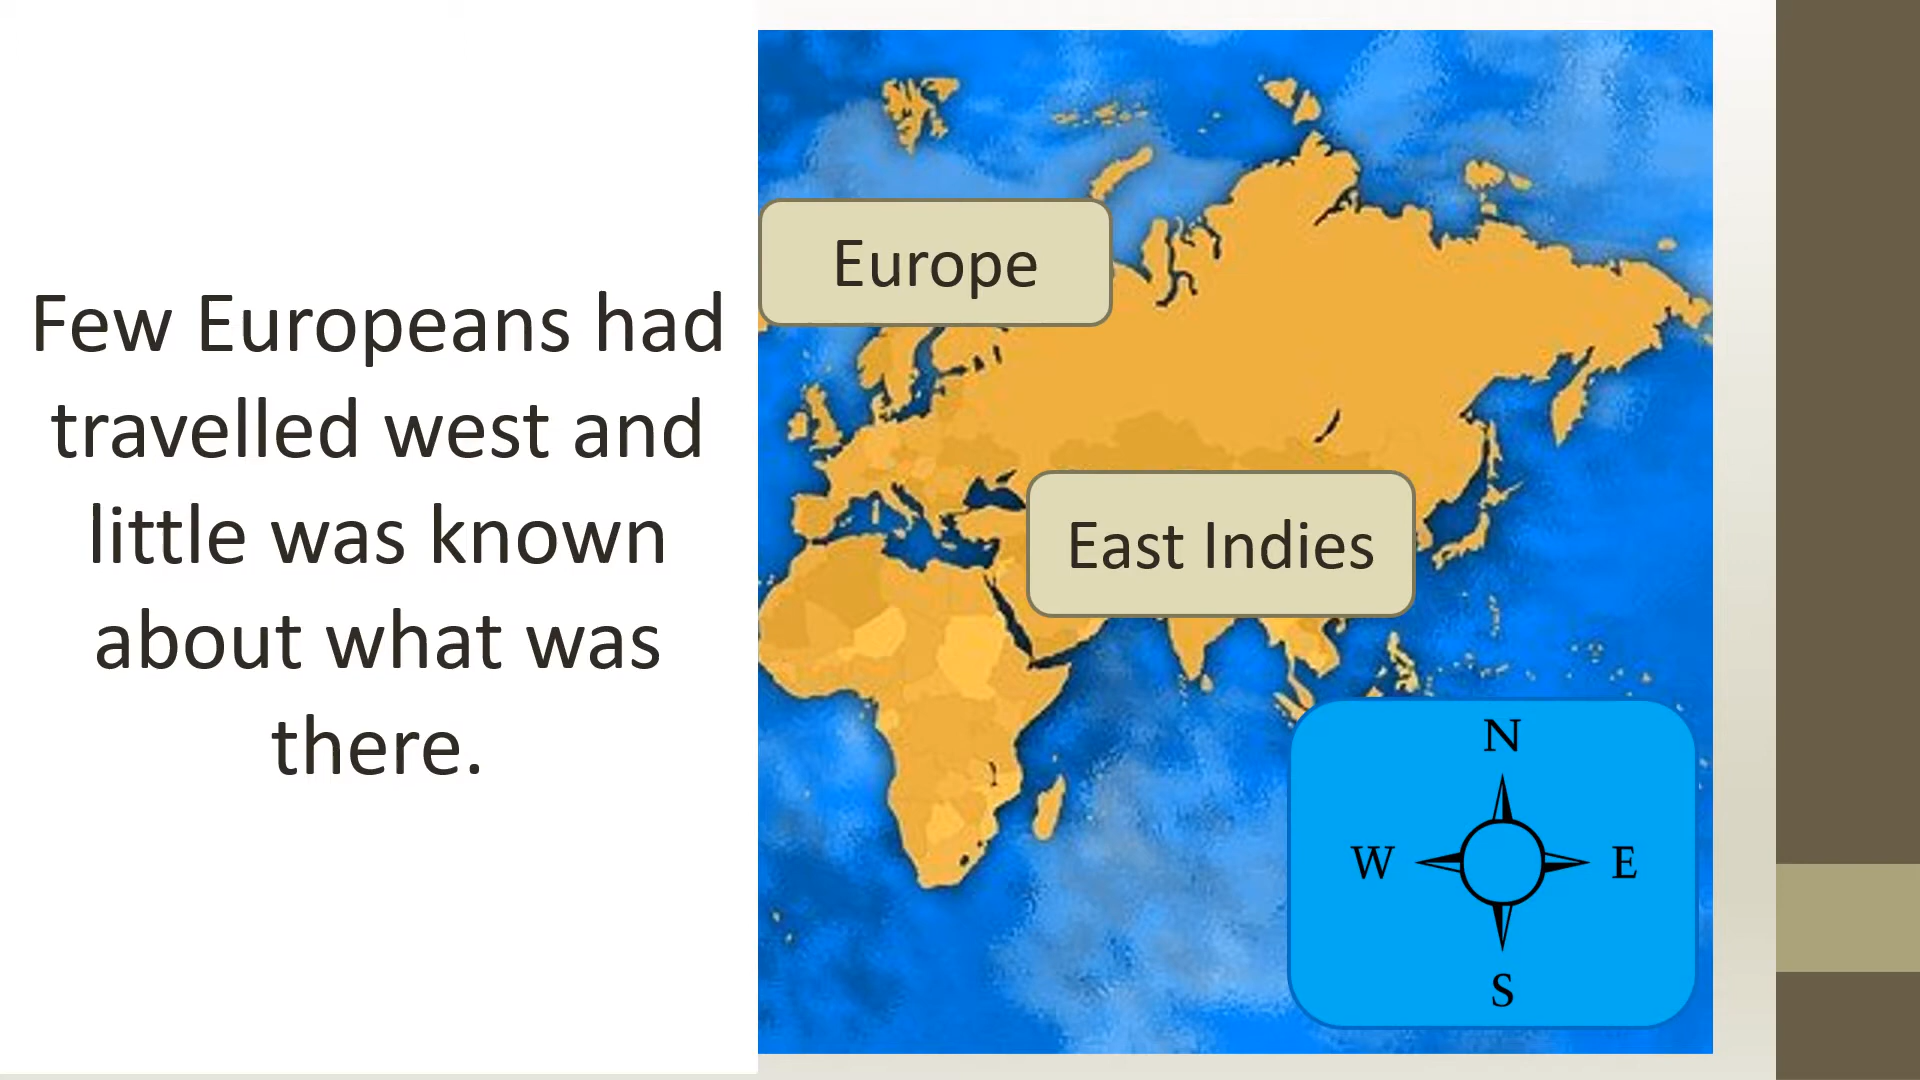 Few Europeans had
travelled west and
little was known
about what was
there.
Europe
East Indies
N
W E
S